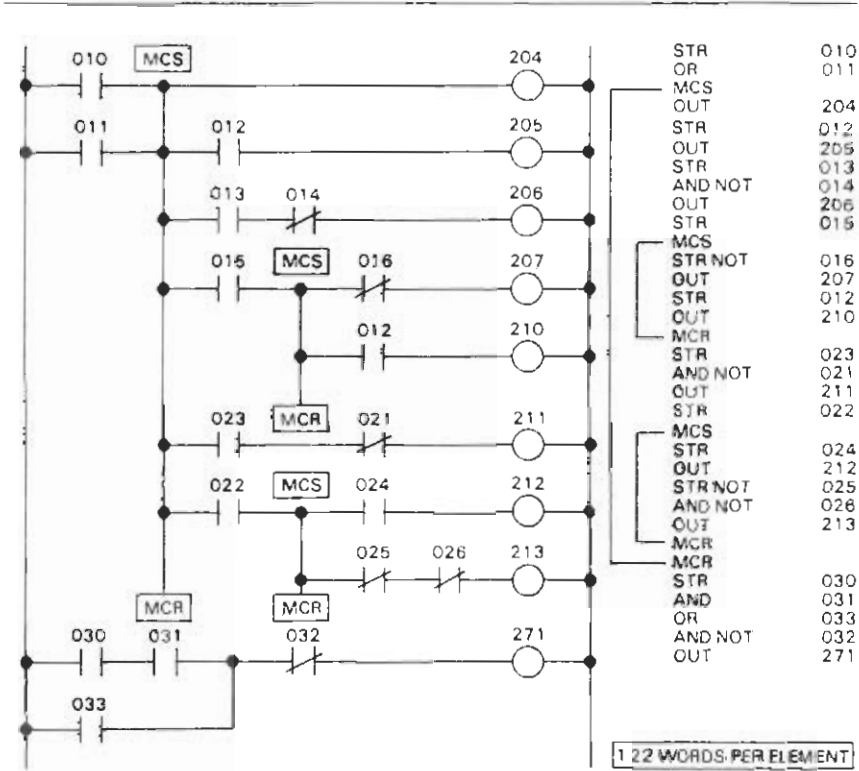 010 MCS 204
011 012 205
013 014 206
015 MCS 016 207
012 210
023 MCR 021 211
022 MCS 024 212
025 026 213
MCR MCR
030 031 032 271
033
STR 010
OR 011
MCS
OUT 204
STR 012
OUT 205
STR 013
AND NOT 014
OUT 206
STR 015
MCS
STR NOT 016
OUT 207
STR 012
OUT 210
MCR
STR 023
AND NOT 021
OUT 211
STR 022
MCS
STR 024
OUT 212
STR NOT 025
AND NOT 026
OUT 213
MCR
MCR
STR 030
AND 031
OR 033
AND NOT 032
OUT 271
1.22 WORDS PER ELEMENT